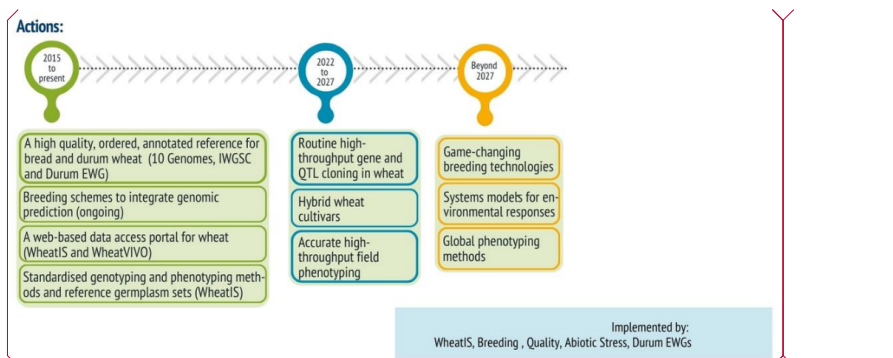 Actions:
2015
to
present
2022
to
2027
Beyond
2027
A high quality, ordered, annotated reference for
bread and durum wheat (10 Genomes, IWGSC
and Durum EWG)
Breeding schemes to integrate genomic
prediction (ongoing)
A web-based data access portal for wheat
(WheatIS and WheatVIVO)
Standardised genotyping and phenotyping meth-
ods and reference germplasm sets (WheatIS)
Routine high-
throughput gene and
QTL cloning in wheat
Hybrid wheat
cultivars
Accurate high-
throughput field
phenotyping
Game-changing
breeding technologies
Systems models for en-
vironmental responses
Global phenotyping
methods
Implemented by:
WheatIS, Breeding , Quality, Abiotic Stress, Durum EWGs